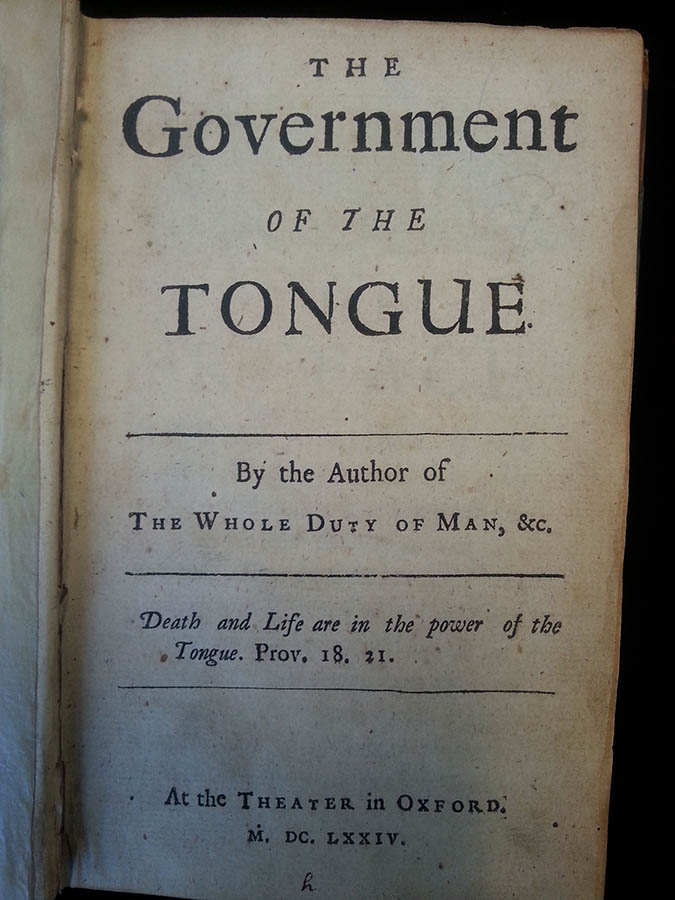 THE
Government
OF THE
TONGUE.
By the Author of
THE WHOLE DUTY OF MAN, &c.
Death and Life are in the power of the
Tongue. Prov. 18. 21.
At the THEATER in OXFORD.
M. DC. LXXIV.
h